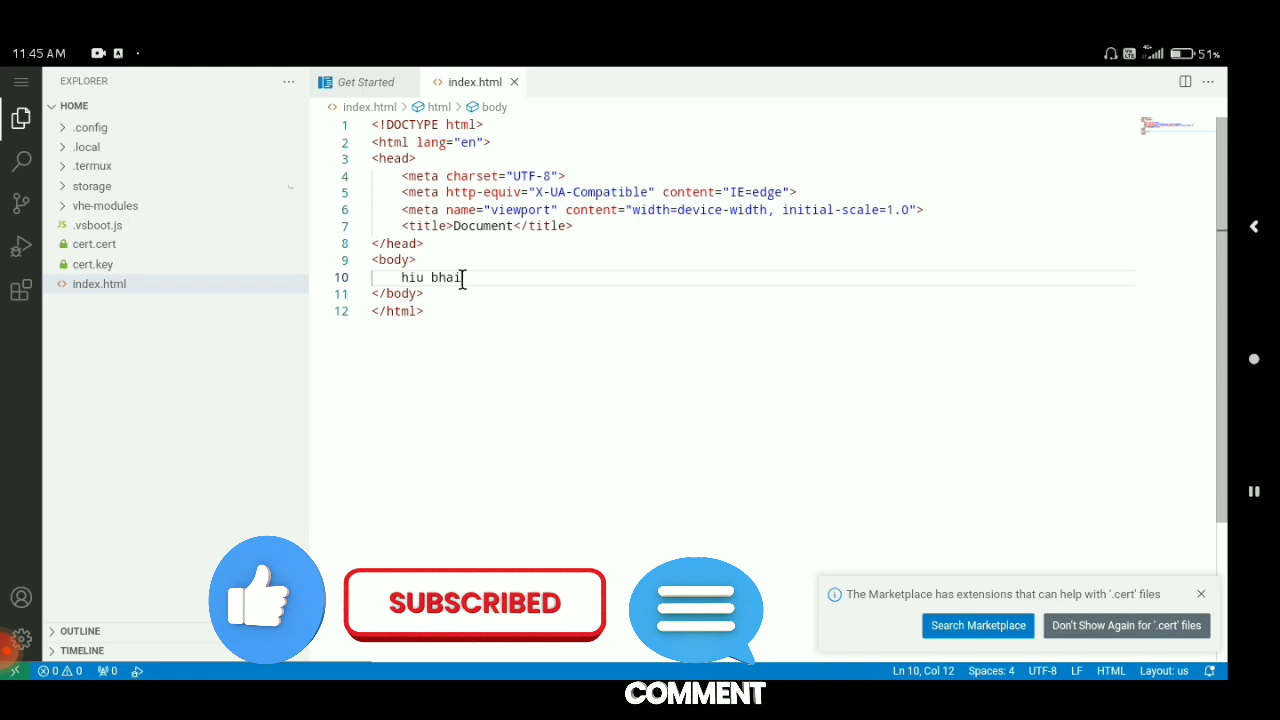 11:45 AM
51%
EXPLORER
Get Started
index.html
HOME
index.html > html > body
.config
.local
.termux
storage
vhe-modules
JS .vsboot.js
cert.cert
cert.key
index.html
1 <!DOCTYPE html>
2 <html lang="en">
3 <head>
4 <meta charset="UTF-8">
5 <meta http-equiv="X-UA-Compatible" content="IE=edge">
6 <meta name="viewport" content="width=device-width, initial-scale=1.0">
7 <title>Document</title>
8 </head>
9 <body>
10 hiu bhai
11 </body>
12 </html>
SUBSCRIBED
The Marketplace has extensions that can help with '.cert' files
Search Marketplace
Don't Show Again for '.cert' files
OUTLINE
TIMELINE
0 0 0
Ln 10, Col 12 Spaces: 4 UTF-8 LF HTML Layout: us
COMMENT